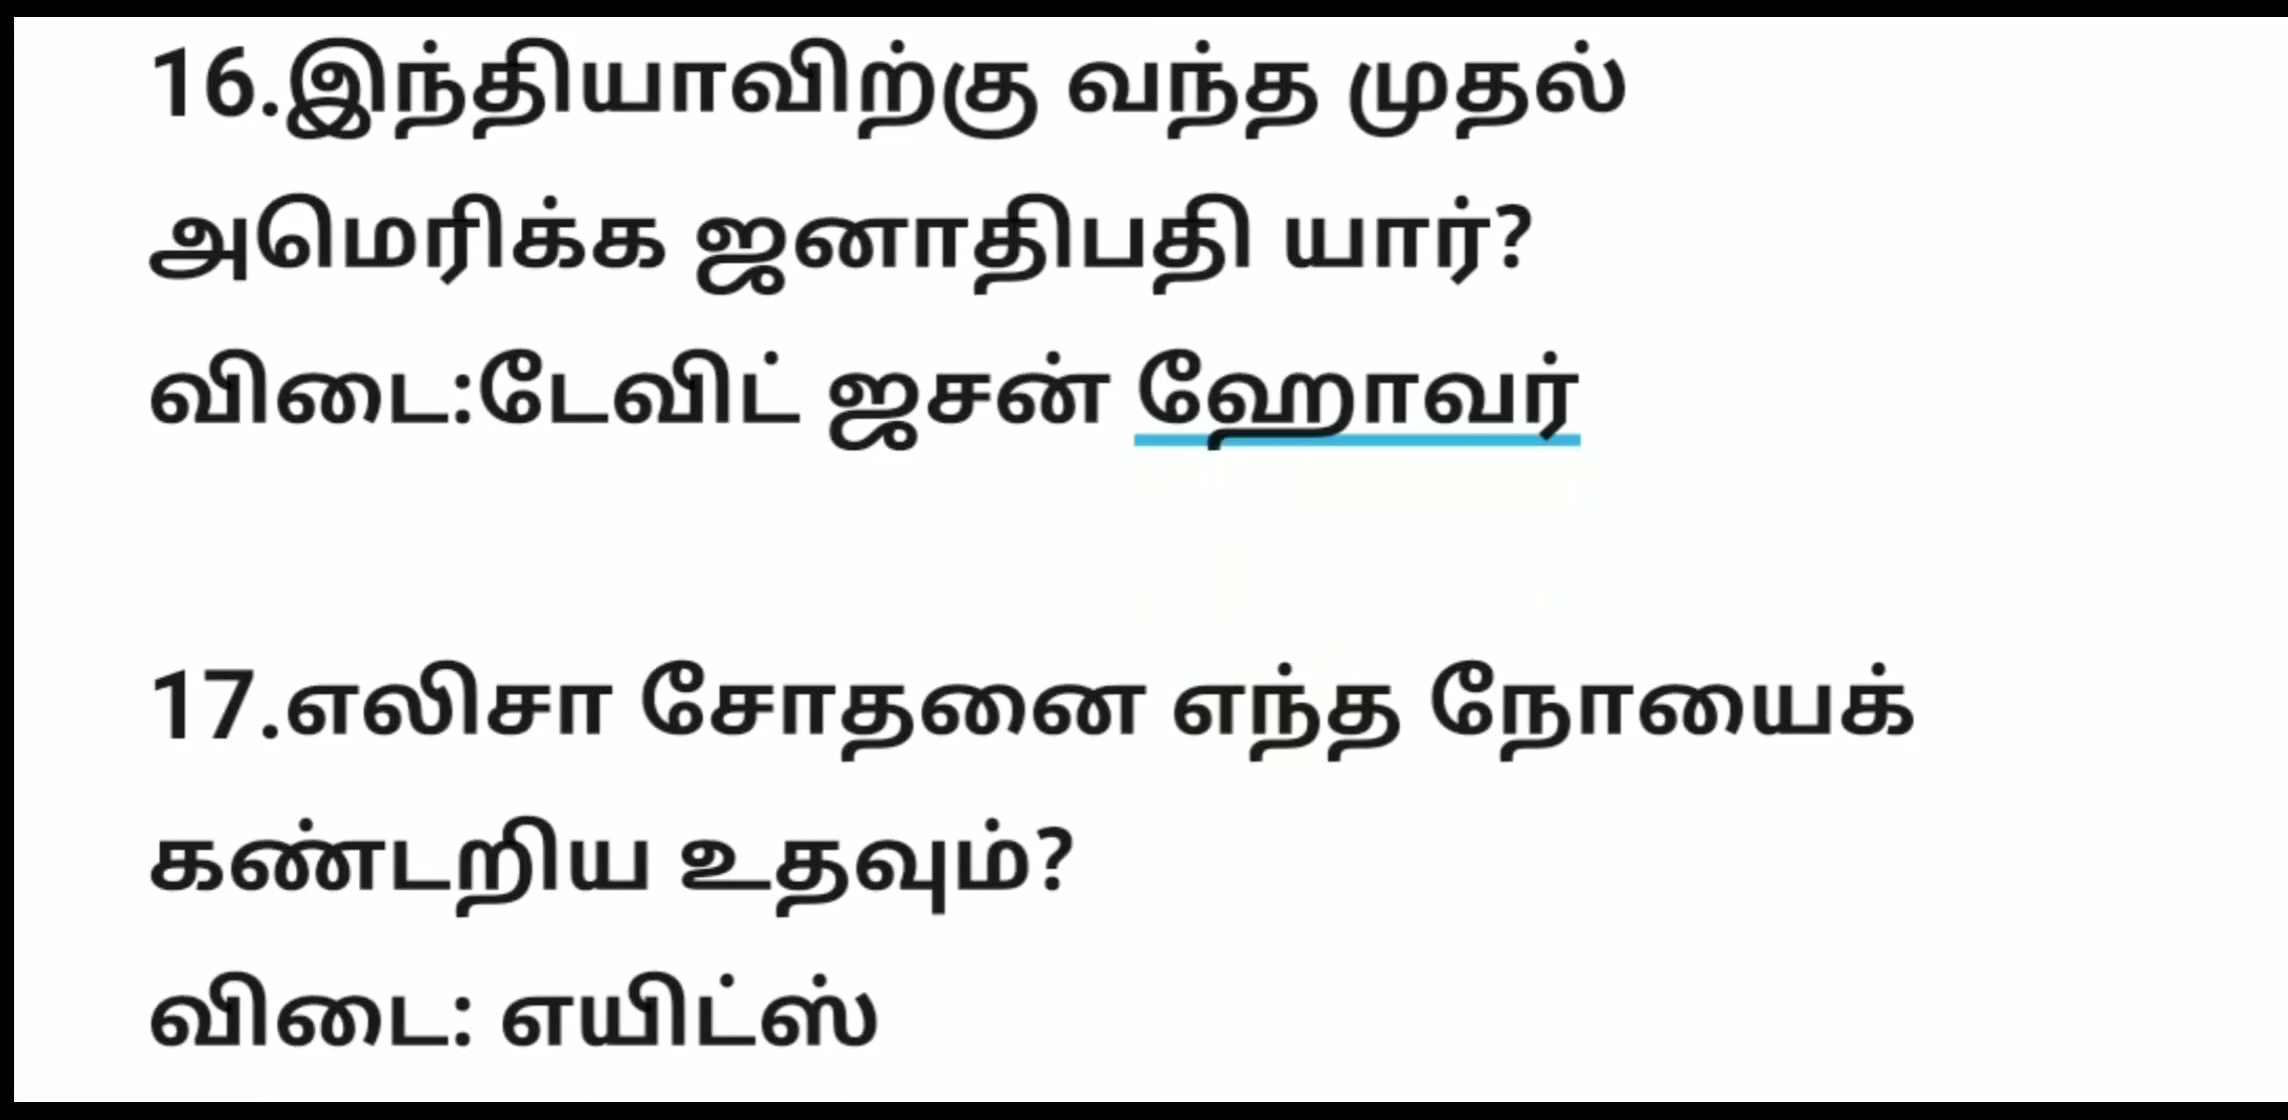 16.இந்தியாவிற்கு வந்த முதல்
அமெரிக்க ஜனாதிபதி யார்?
விடை:டேவிட் ஜசன் ஹோவர்
17.எலிசா சோதனை எந்த நோயைக்
கண்டறிய உதவும்?
விடை: எயிட்ஸ்